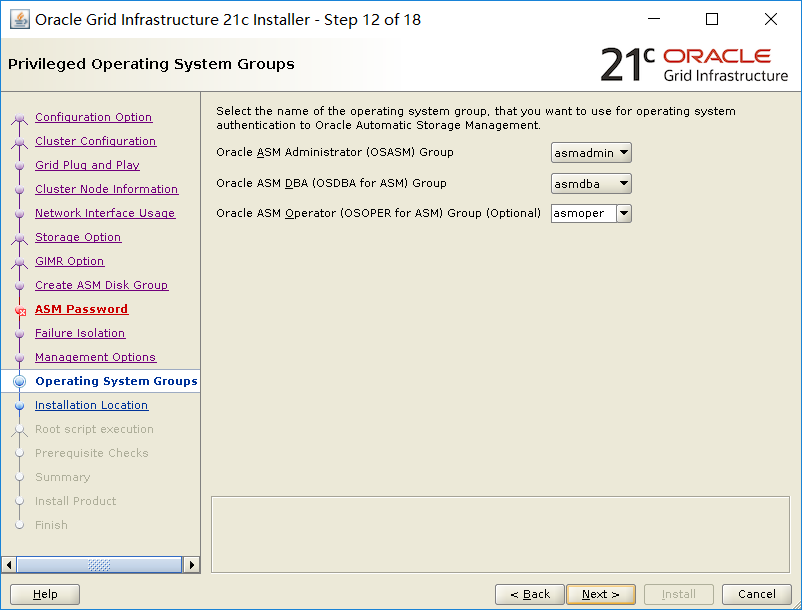 Oracle Grid Infrastructure 21c Installer - Step 12 of 18
Privileged Operating System Groups
21c ORACLE
Grid Infrastructure
Configuration Option
Cluster Configuration
Grid Plug and Play
Cluster Node Information
Network Interface Usage
Storage Option
GIMR Option
Create ASM Disk Group
ASM Password
Failure Isolation
Management Options
Operating System Groups
Installation Location
Root script execution
Prerequisite Checks
Summary
Install Product
Finish
Select the name of the operating system group, that you want to use for operating system
authentication to Oracle Automatic Storage Management.
Oracle ASM Administrator (OSASM) Group asmadmin
Oracle ASM DBA (OSDBA for ASM) Group asmdba
Oracle ASM Operator (OSOPER for ASM) Group (Optional) asmoper
Help < Back Next > Install Cancel